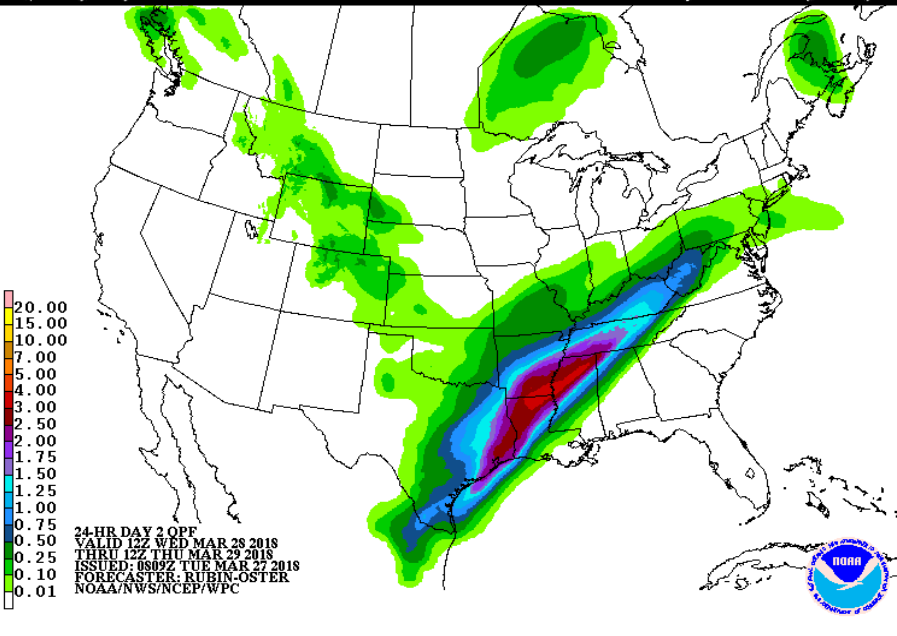 20.00
15.00
10.00
7.00
5.00
4.00
3.00
2.50
2.00
1.75
1.50
1.25
1.00
0.75
0.50
0.25
0.10
0.01
24-HR DAY 2 QPF
VALID 12Z WED MAR 28 2018
THRU 12Z THU MAR 29 2018
ISSUED: 0809Z TUE MAR 27 2018
FORECASTER: RUBIN-OSTER
NOAA/NWS/NCEP/WPC
NOAA